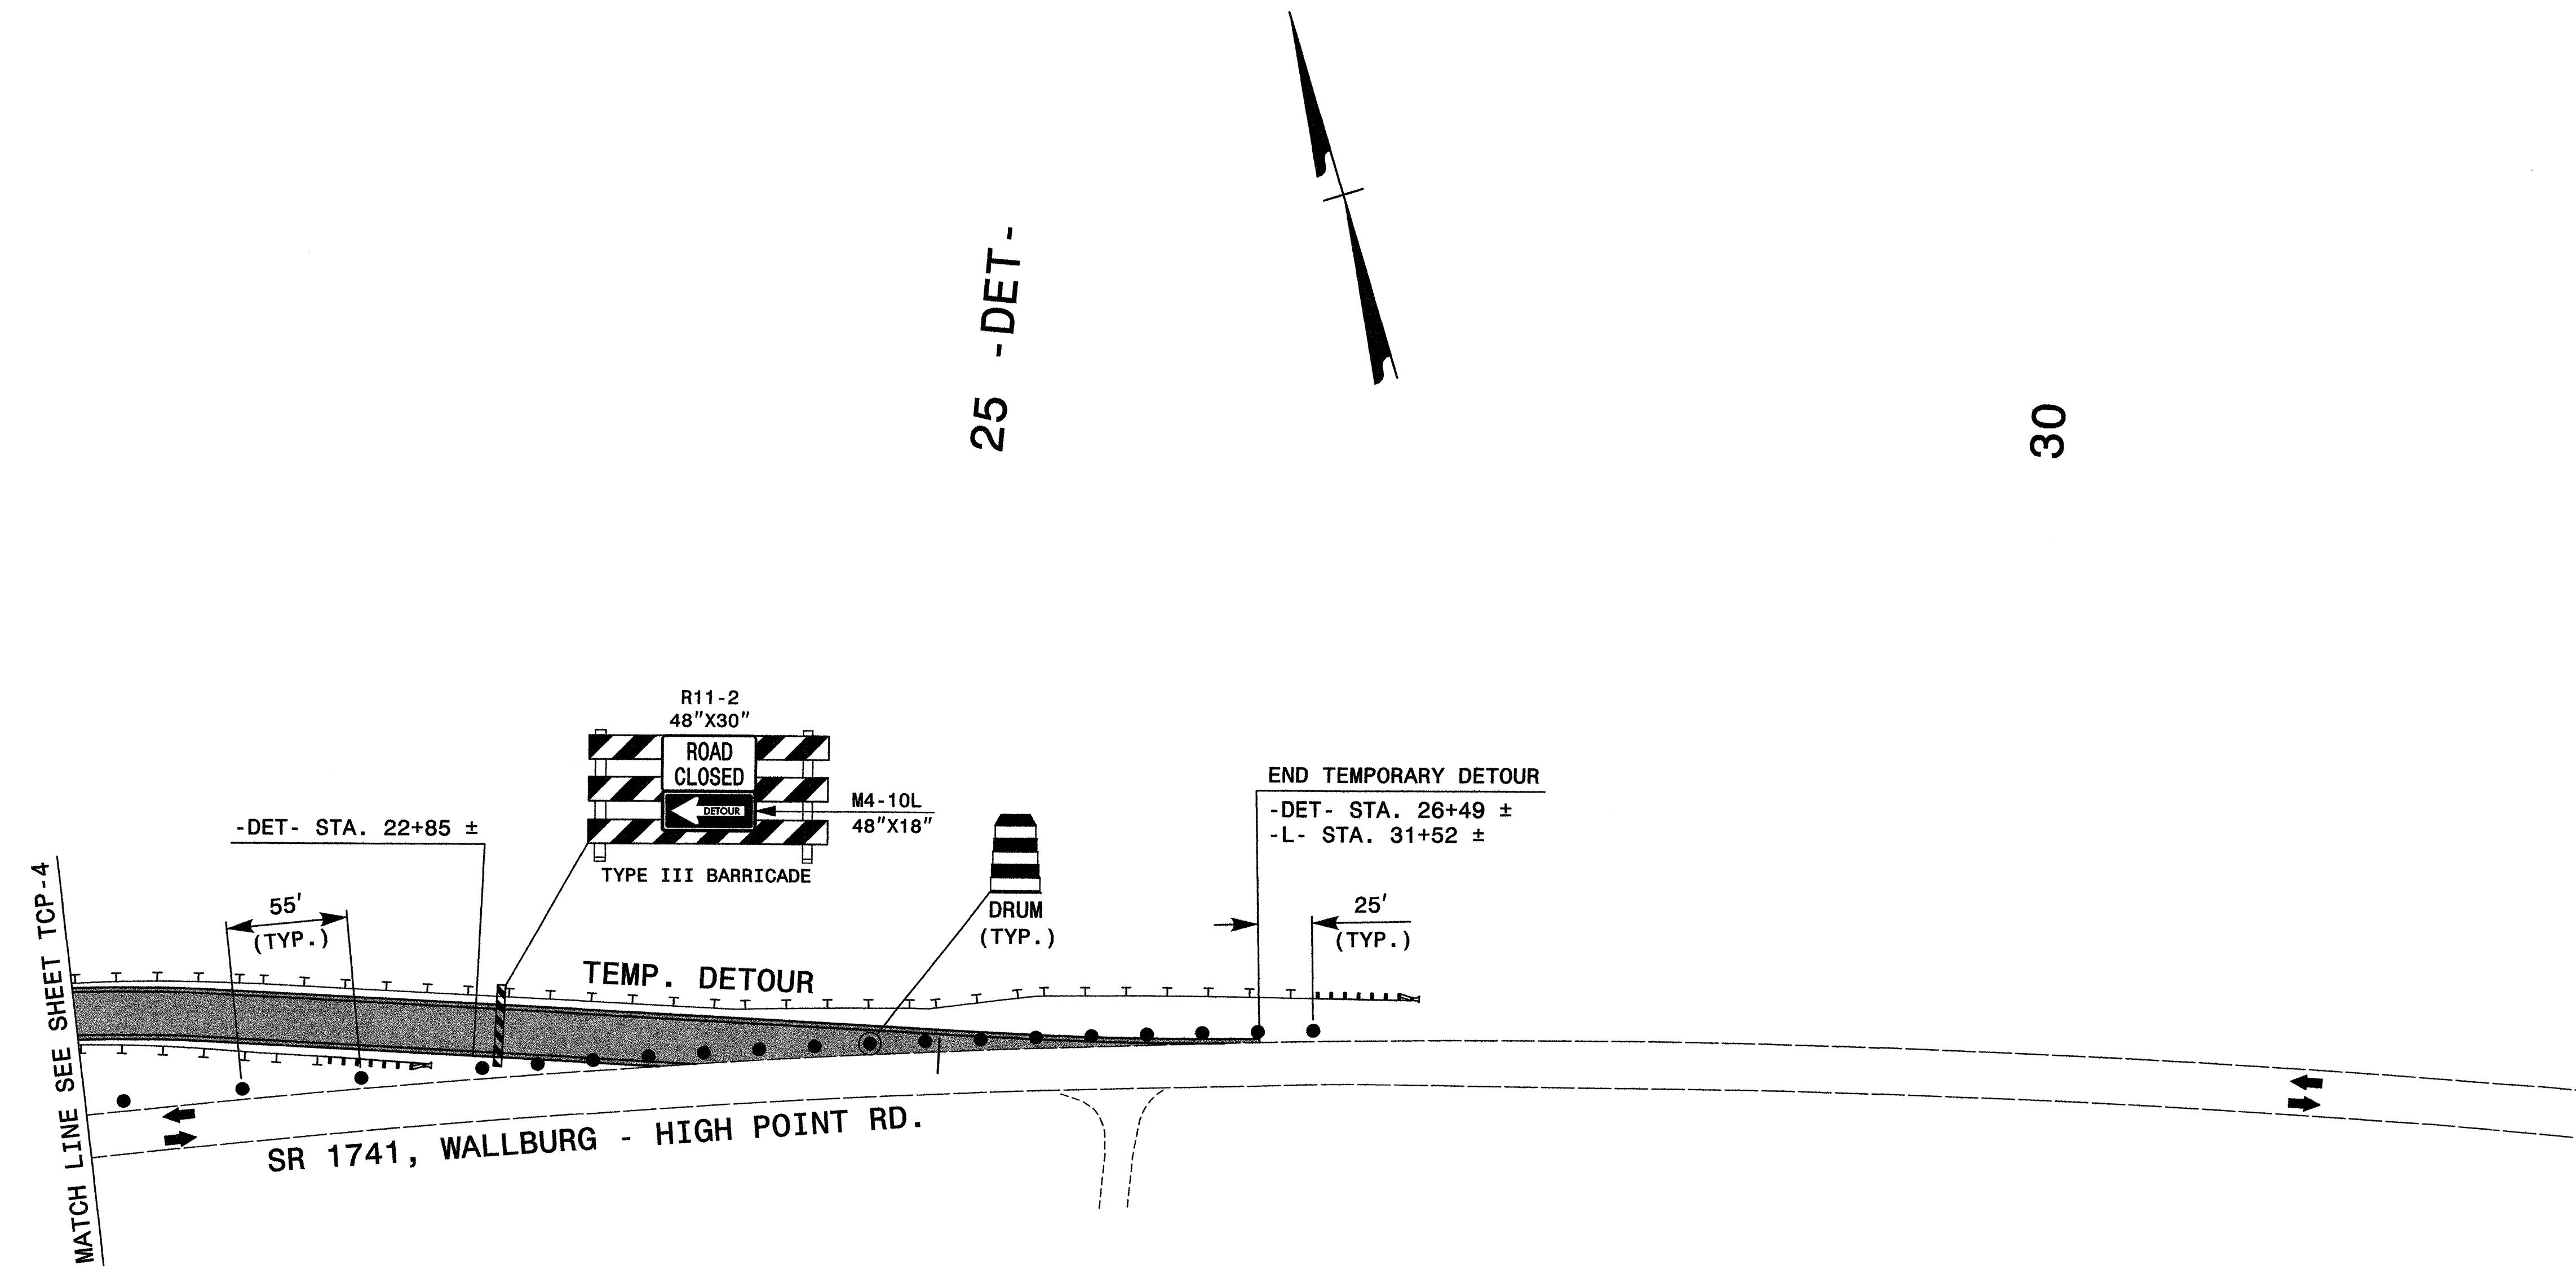 25 -DET-
30
R11-2
48"X30"
ROAD
CLOSED
DETOUR
M4-10L
48"X18"
TYPE III BARRICADE
-DET- STA. 22+85 ±
END TEMPORARY DETOUR
-DET- STA. 26+49 ±
-L- STA. 31+52 ±
55'
(TYP.)
DRUM
(TYP.)
25'
(TYP.)
TEMP. DETOUR
SR 1741, WALLBURG - HIGH POINT RD.
MATCH LINE SEE SHEET TCP-4